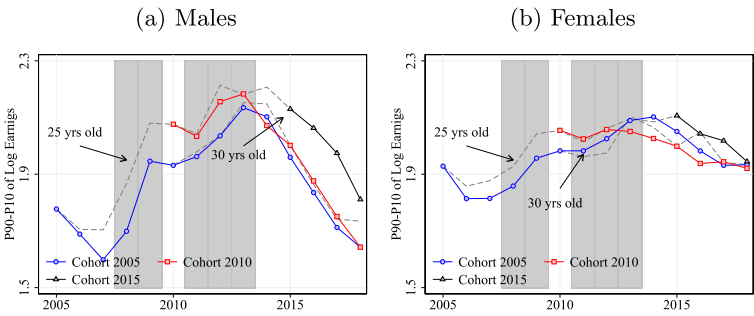 (a) Males
P90-P10 of Log Earnigs
2.3
1.9
1.5
25 yrs old
30 yrs old
Cohort 2005
Cohort 2010
Cohort 2015
2005
2010
2015
(b) Females
P90-P10 of Log Earnigs
2.3
1.9
1.5
25 yrs old
30 yrs old
Cohort 2005
Cohort 2010
Cohort 2015
2005
2010
2015